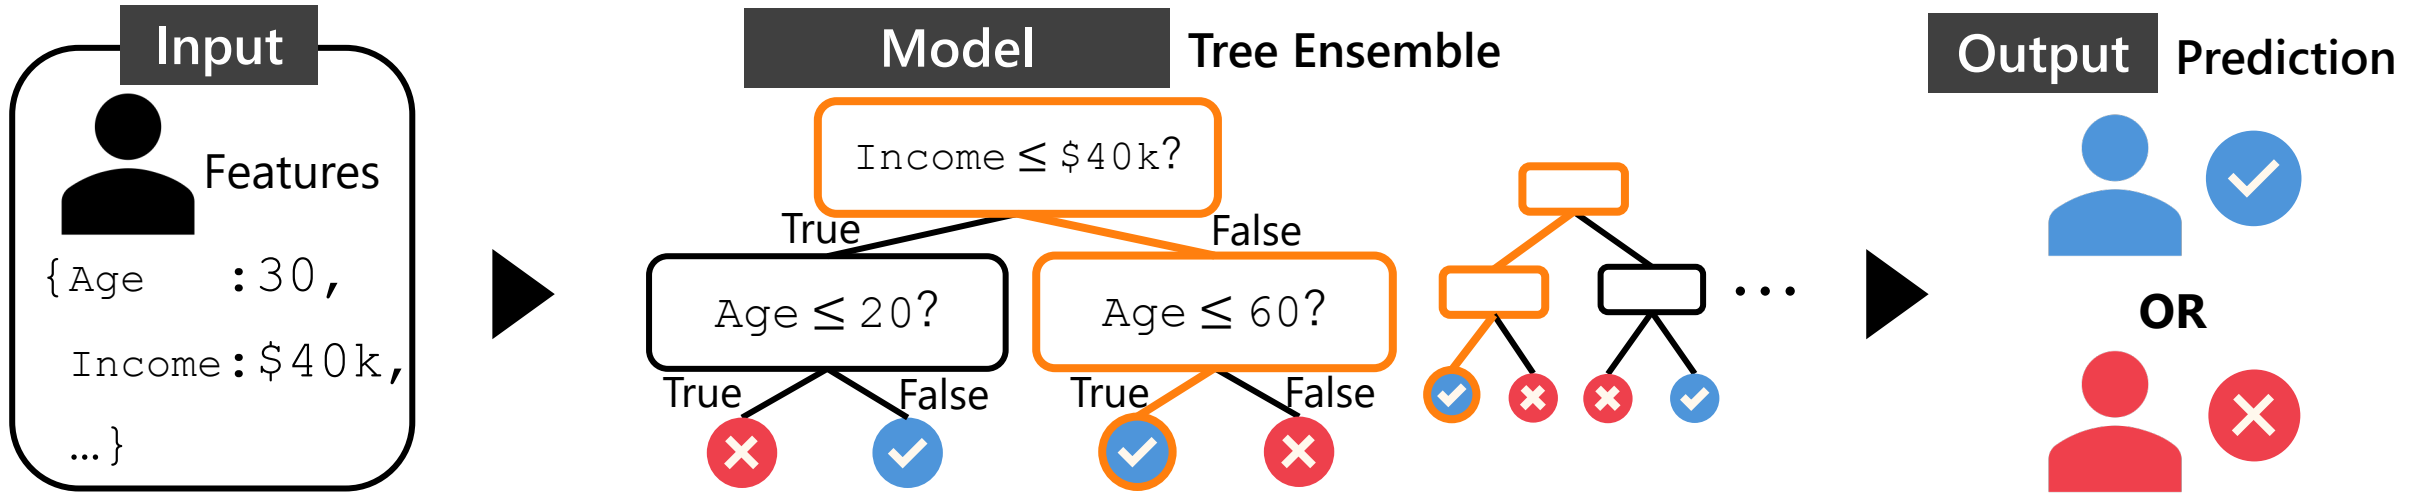 Input
Features
{Age :30,
Income:$40k,
…}
Model Tree Ensemble
Income ≤ $40k?
True False
Age ≤ 20? Age ≤ 60?
True False True False
...
Output Prediction
OR